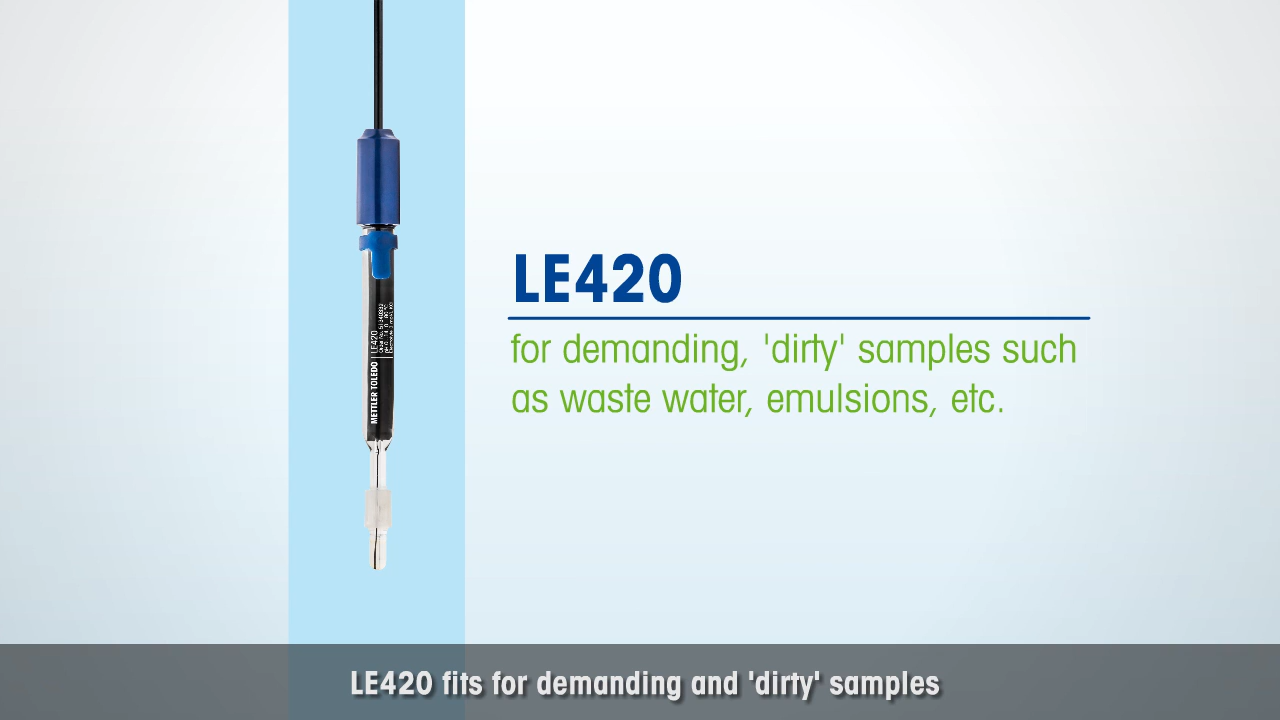 LE420
for demanding, 'dirty' samples such
as waste water, emulsions, etc.
METTLER TOLEDO | LE420
LE420 fits for demanding and 'dirty' samples